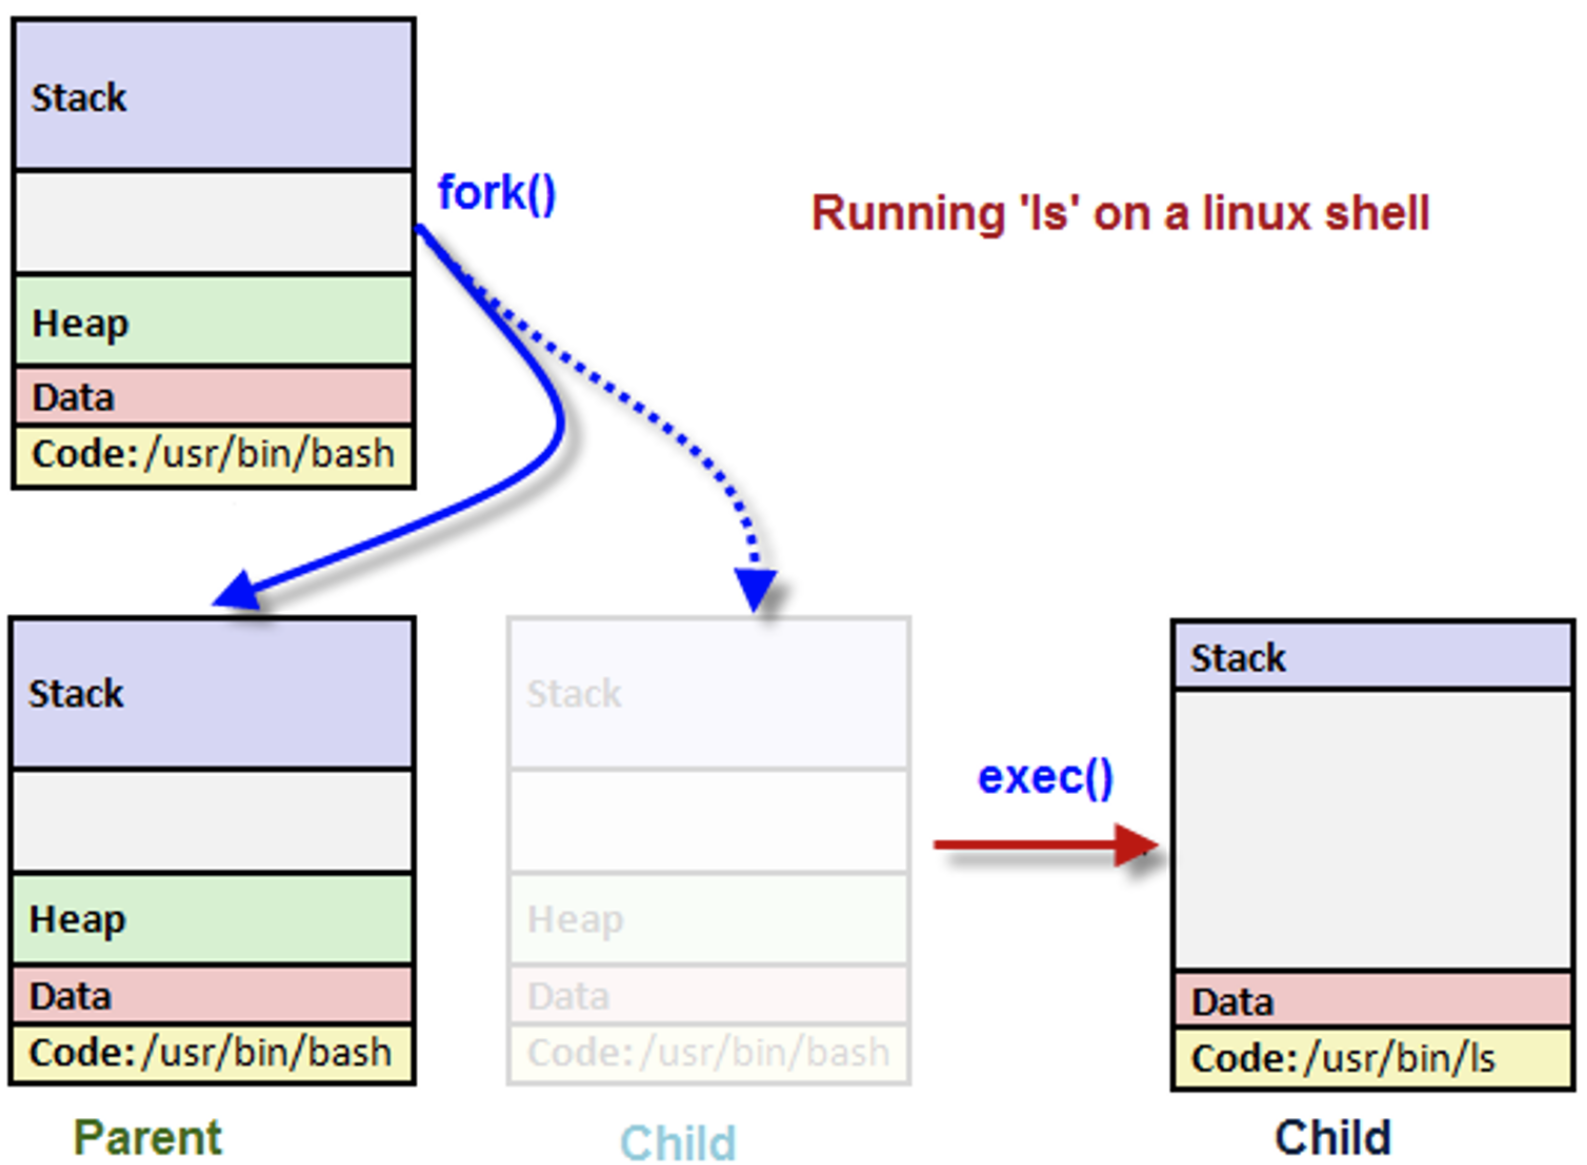 Stack
fork()
Running 'ls' on a linux shell
Heap
Data
Code: /usr/bin/bash
Stack
Heap
Data
Code: /usr/bin/bash
Parent
Stack
Heap
Data
Code: /usr/bin/bash
Child
exec()
Stack
Data
Code: /usr/bin/ls
Child